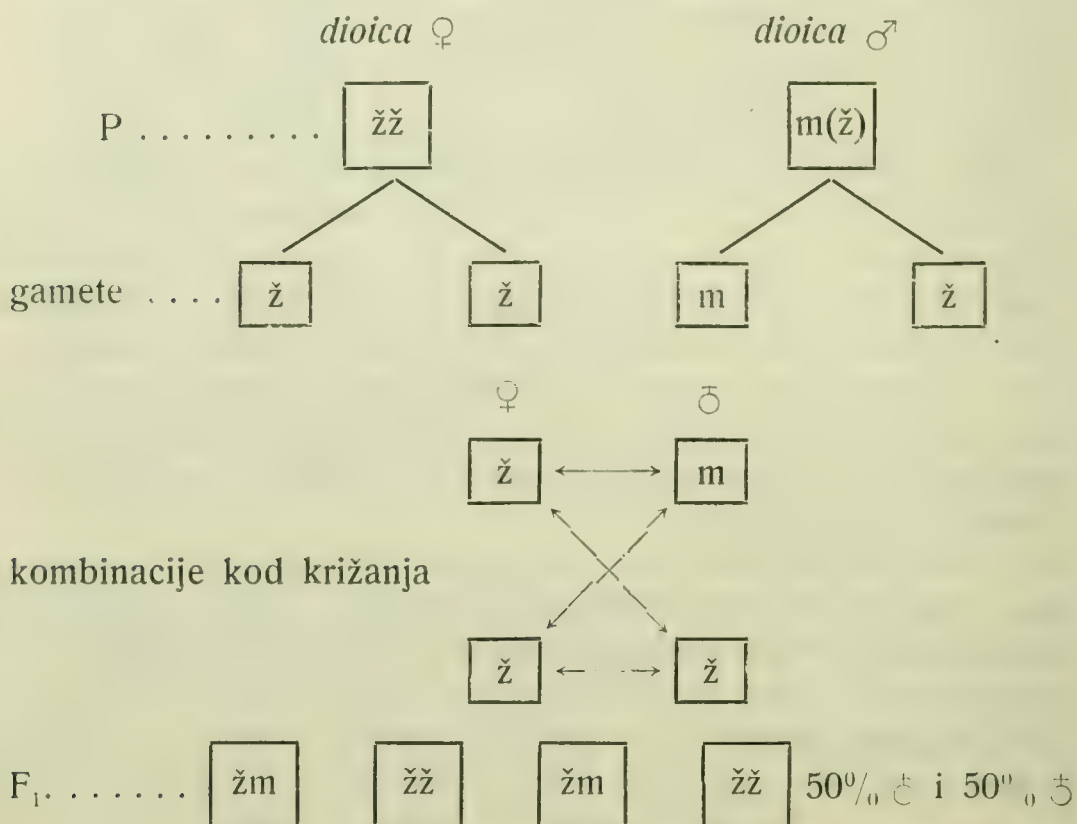 dioica ♀ dioica ♂
P ......... žž m(ž)
gamete .... ž ž m ž
♀ ♁
ž m
kombinacije kod križanja
ž ž
F₁....... žm žž žm žž 50% i 50